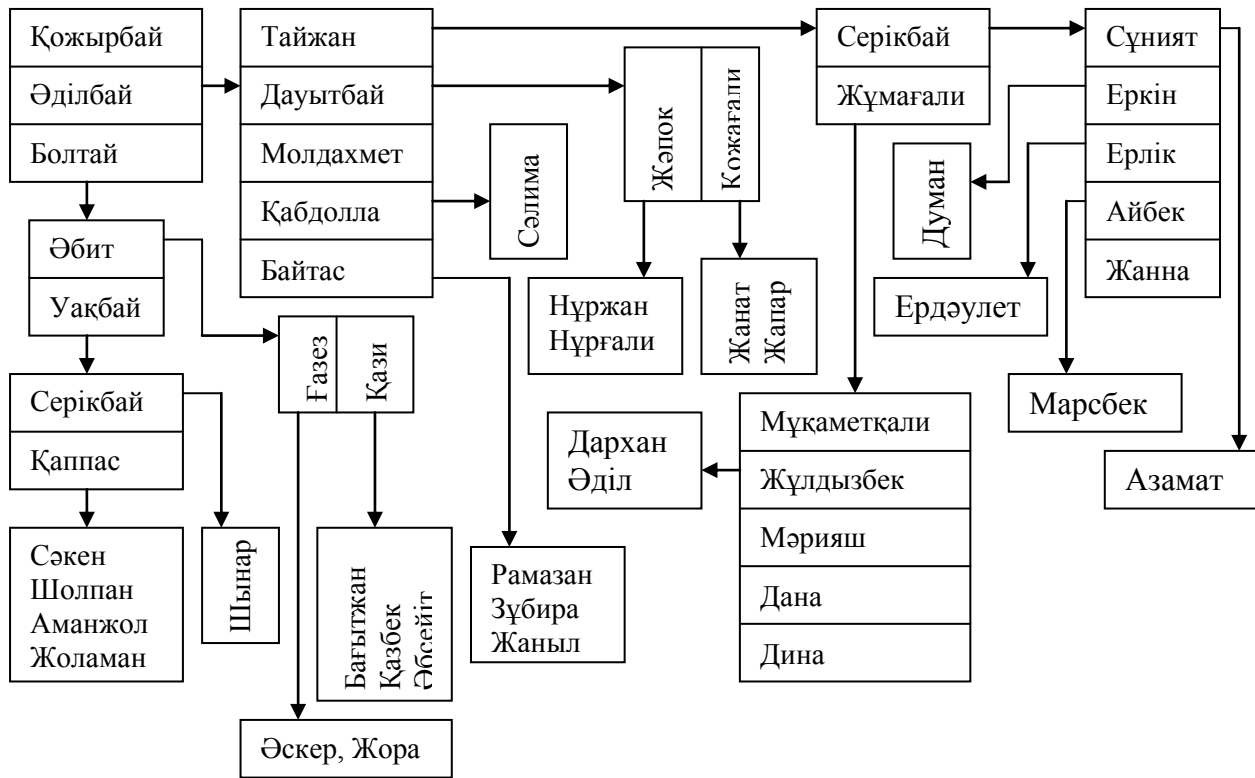 Қожырбай
Әділбай
Болтай
Тайжан
Дауытбай
Молдахмет
Қабдолла
Байтас
Серікбай
Жұмағали
Сұният
Еркін
Ерлік
Айбек
Жанна
Жәпок
Қожағали
Сәлима
Думан
Әбит
Уақбай
Ғазез
Қази
Нұржан
Нұрғали
Жанат
Жапар
Ердәулет
Серікбай
Қаппас
Марсбек
Мұқаметқали
Жұлдызбек
Мәрияш
Дана
Дина
Дархан
Әділ
Азамат
Сәкен
Шолпан
Аманжол
Жоламан
Шынар
Бағытжан
Қазбек
Әбсейіт
Рамазан
Зұбира
Жаныл
Әскер, Жора